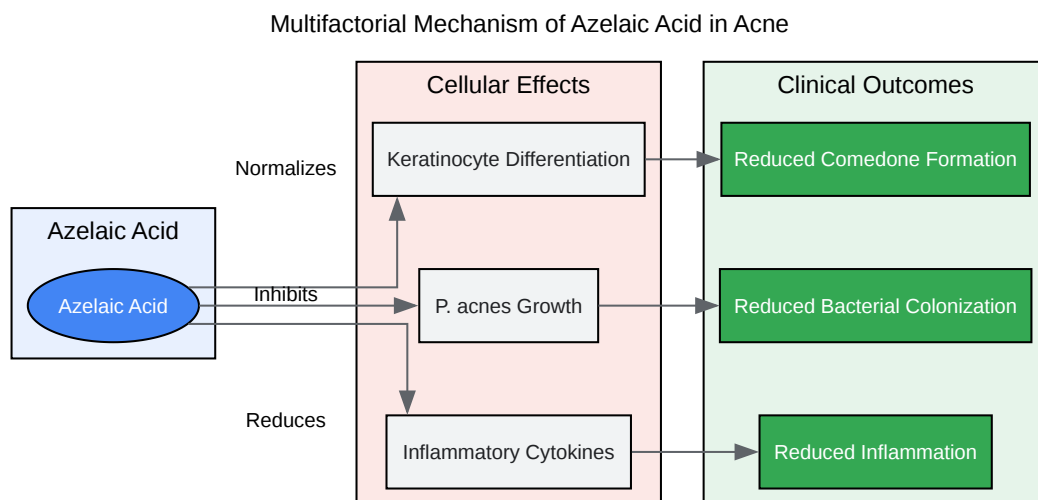 Multifactorial Mechanism of Azelaic Acid in Acne
Cellular Effects
Clinical Outcomes
Normalizes
Keratinocyte Differentiation
Reduced Comedone Formation
Azelaic Acid
Azelaic Acid
Inhibits
P. acnes Growth
Reduced Bacterial Colonization
Reduces
Inflammatory Cytokines
Reduced Inflammation